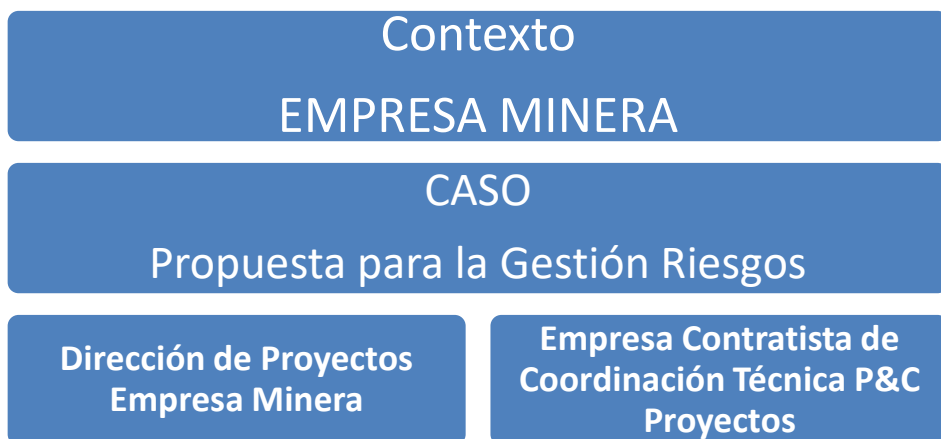 Contexto
EMPRESA MINERA
CASO
Propuesta para la Gestión Riesgos
Dirección de Proyectos
Empresa Minera
Empresa Contratista de
Coordinación Técnica P&C
Proyectos